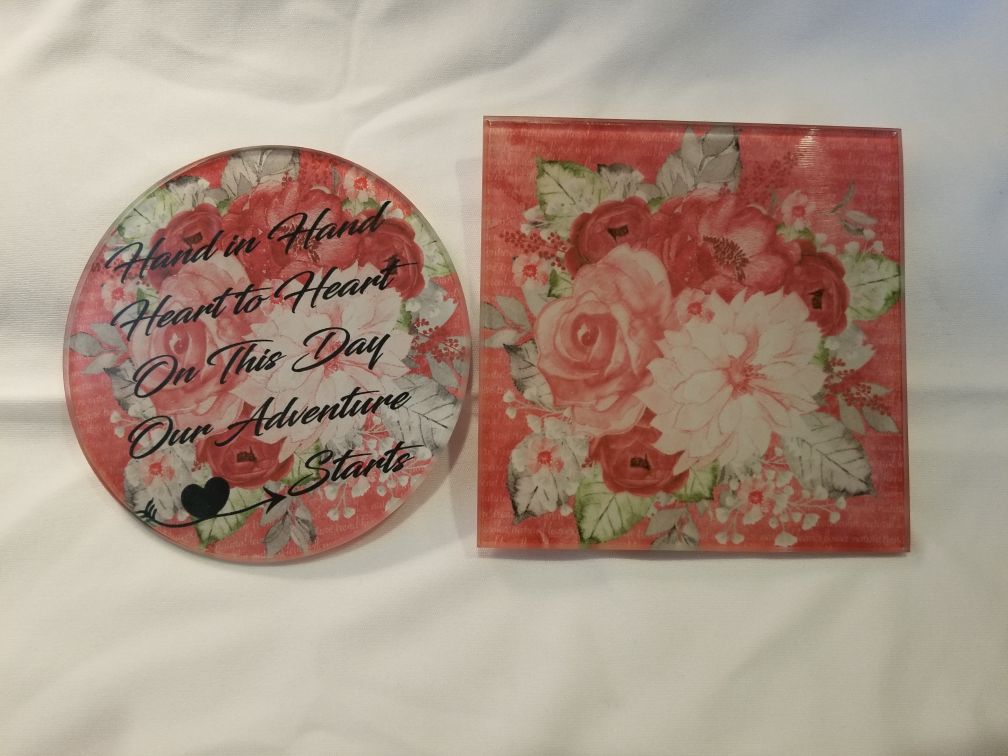 Hand in Hand
Heart to Heart
On This Day
Our Adventure
Starts